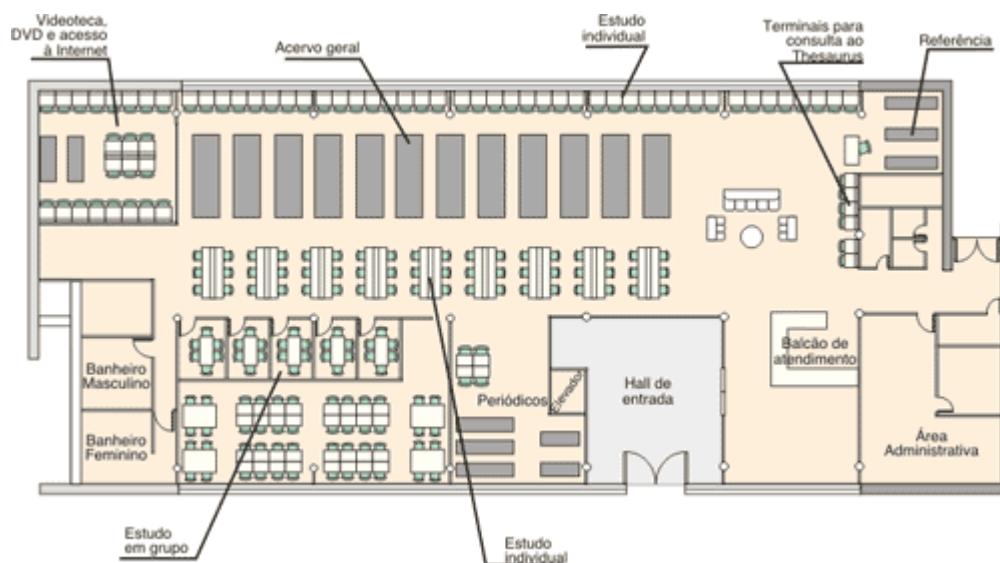 Videoteca,
DVD e acesso
à Internet
Acervo geral
Estudo
individual
Terminais para
consulta ao
Thesaurus
Referência
Banheiro
Masculino
Banheiro
Feminino
Periódicos
Elevador
Hall de
entrada
Balcão de
atendimento
Área
Administrativa
Estudo
em grupo
Estudo
individual